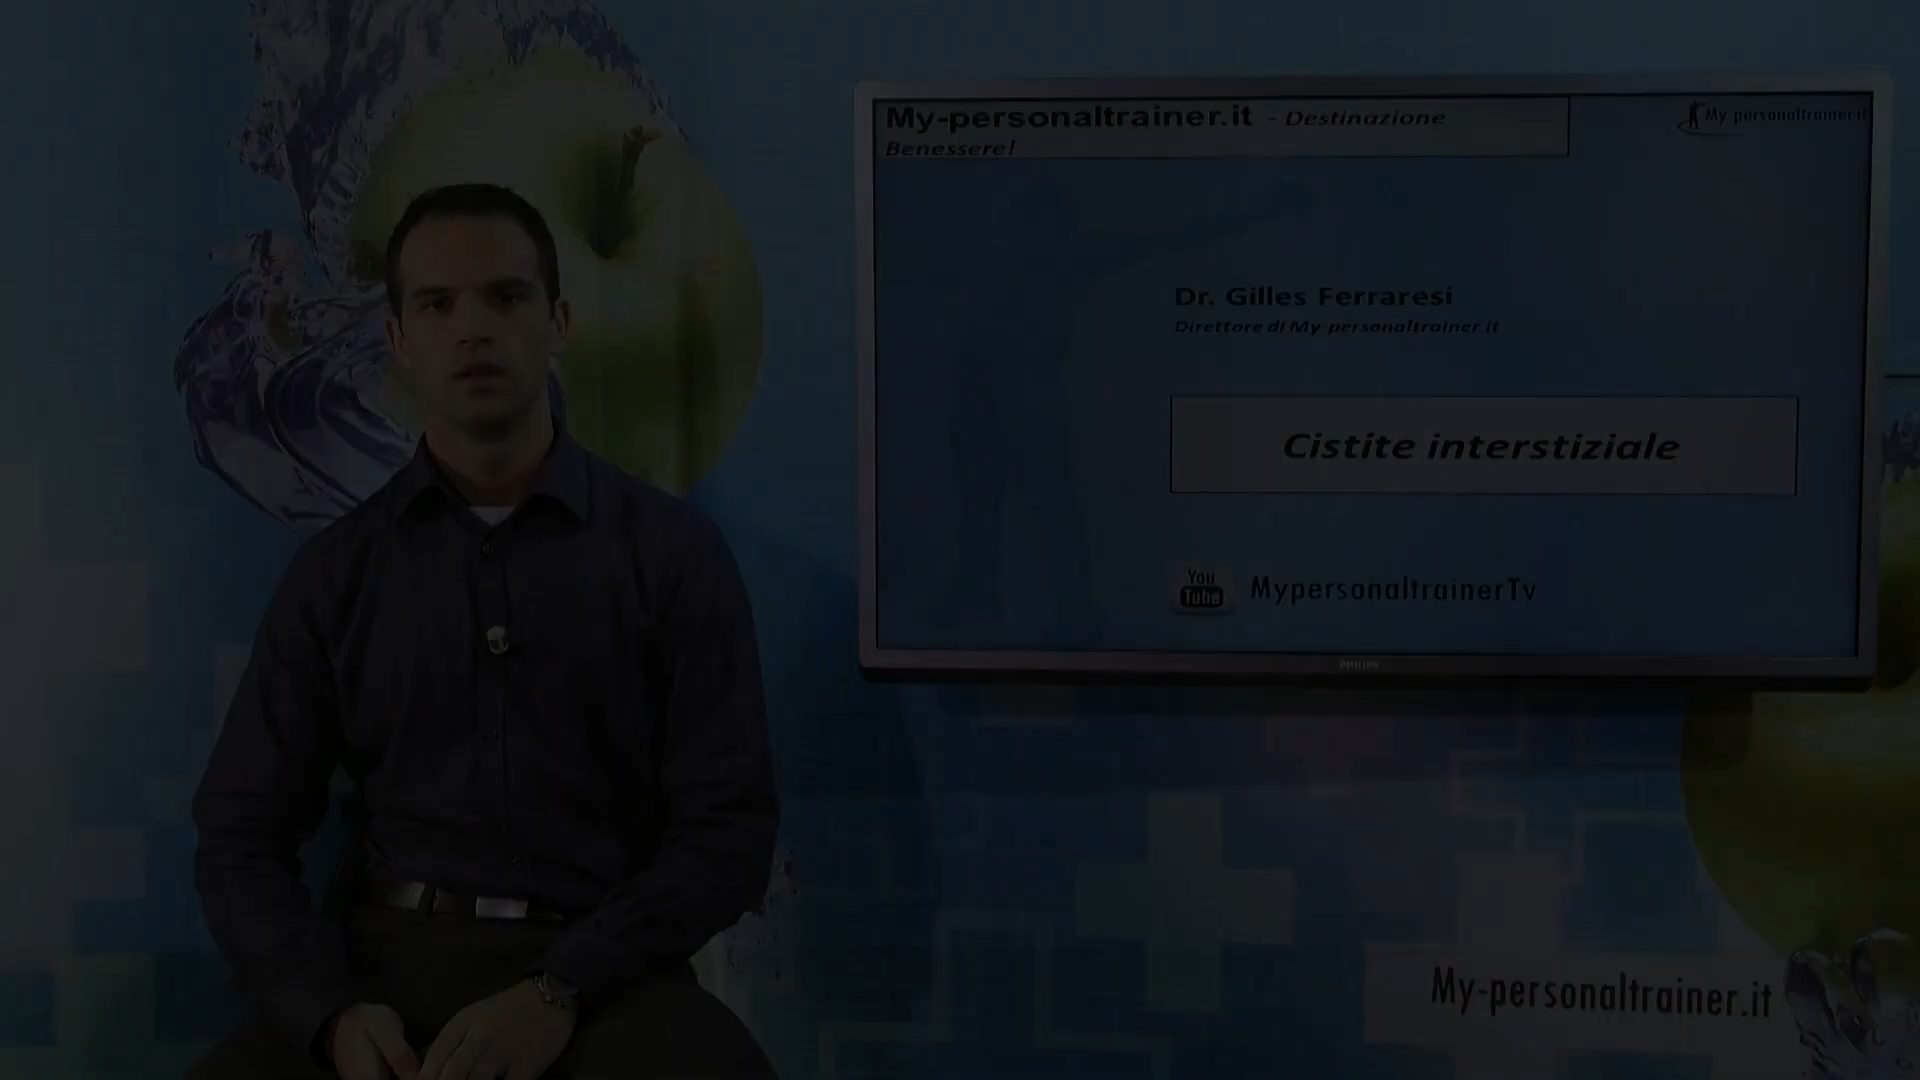 My-personaltrainer.it - Destinazione
Benessere!
My-personaltrainer.it
Dr. Gilles Ferraresi
Direttore di My-personaltrainer.it
Cistite interstiziale
You
Tube
MypersonaltrainerTv
PHILIPS
My-personaltrainer.it